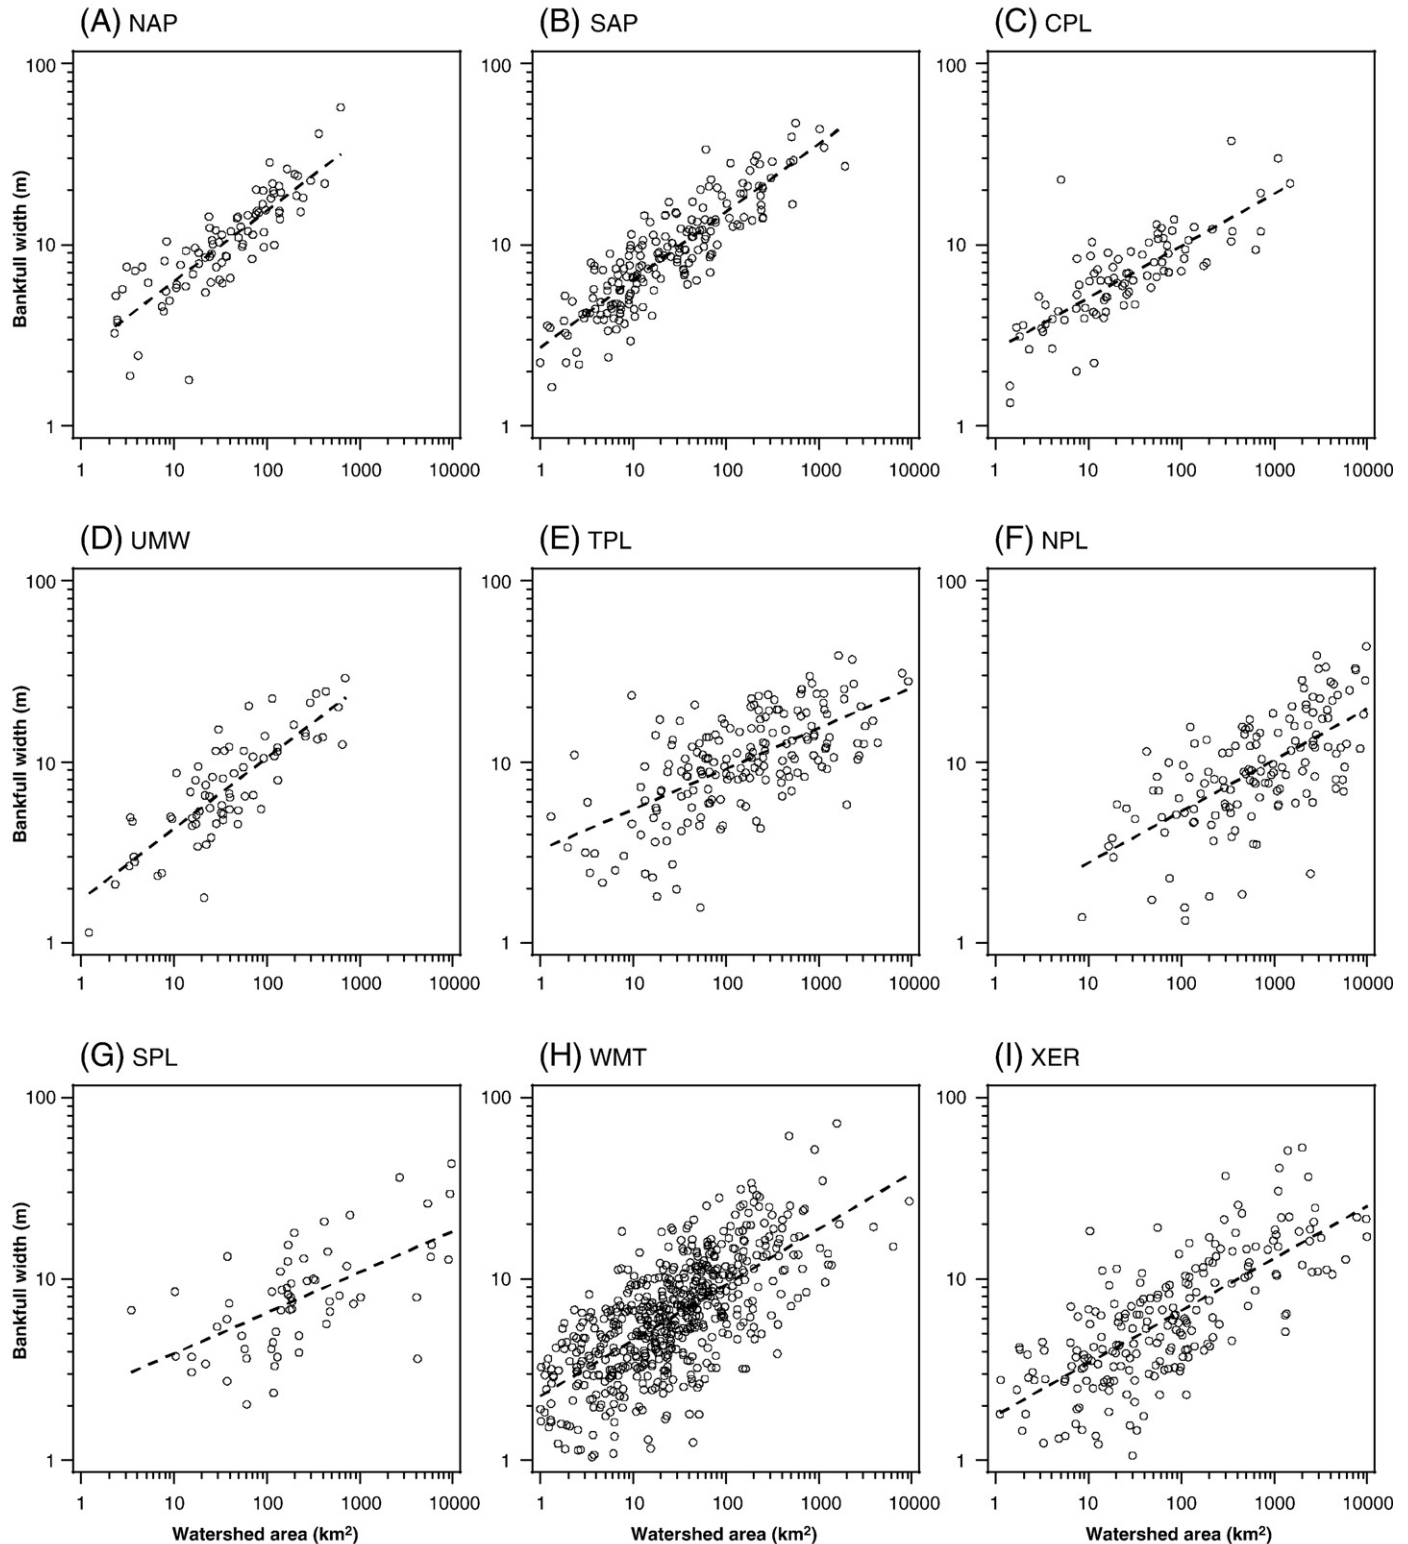 (A) NAP (B) SAP (C) CPL
100 100 100
10 10 10
1 1 1
Bankfull width (m)
1 10 100 1000 10000 1 10 100 1000 10000 1 10 100 1000 10000
(D) UMW (E) TPL (F) NPL
100 100 100
10 10 10
1 1 1
Bankfull width (m)
1 10 100 1000 10000 1 10 100 1000 10000 1 10 100 1000 10000
(G) SPL (H) WMT (I) XER
100 100 100
10 10 10
1 1 1
Bankfull width (m)
1 10 100 1000 10000 1 10 100 1000 10000 1 10 100 1000 10000
Watershed area (km²) Watershed area (km²) Watershed area (km²)